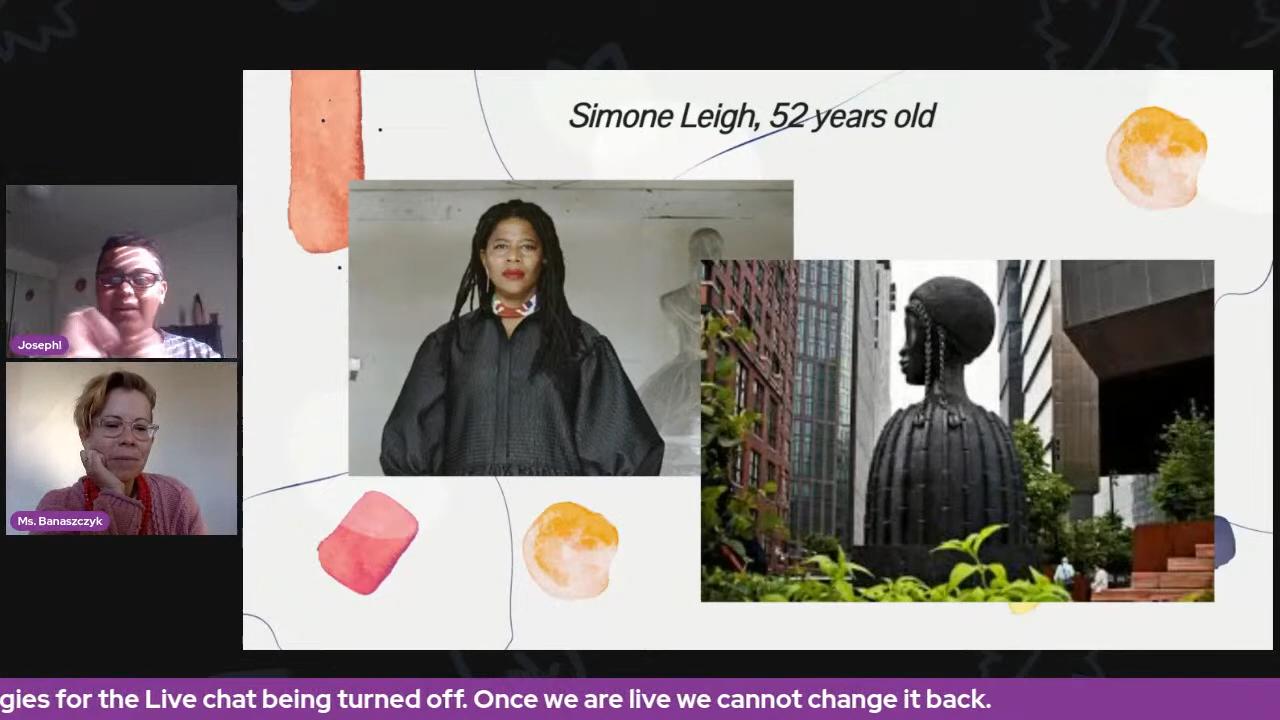 Simone Leigh, 52 years old
Josephl
Ms. Banaszczyk
gies for the Live chat being turned off. Once we are live we cannot change it back.